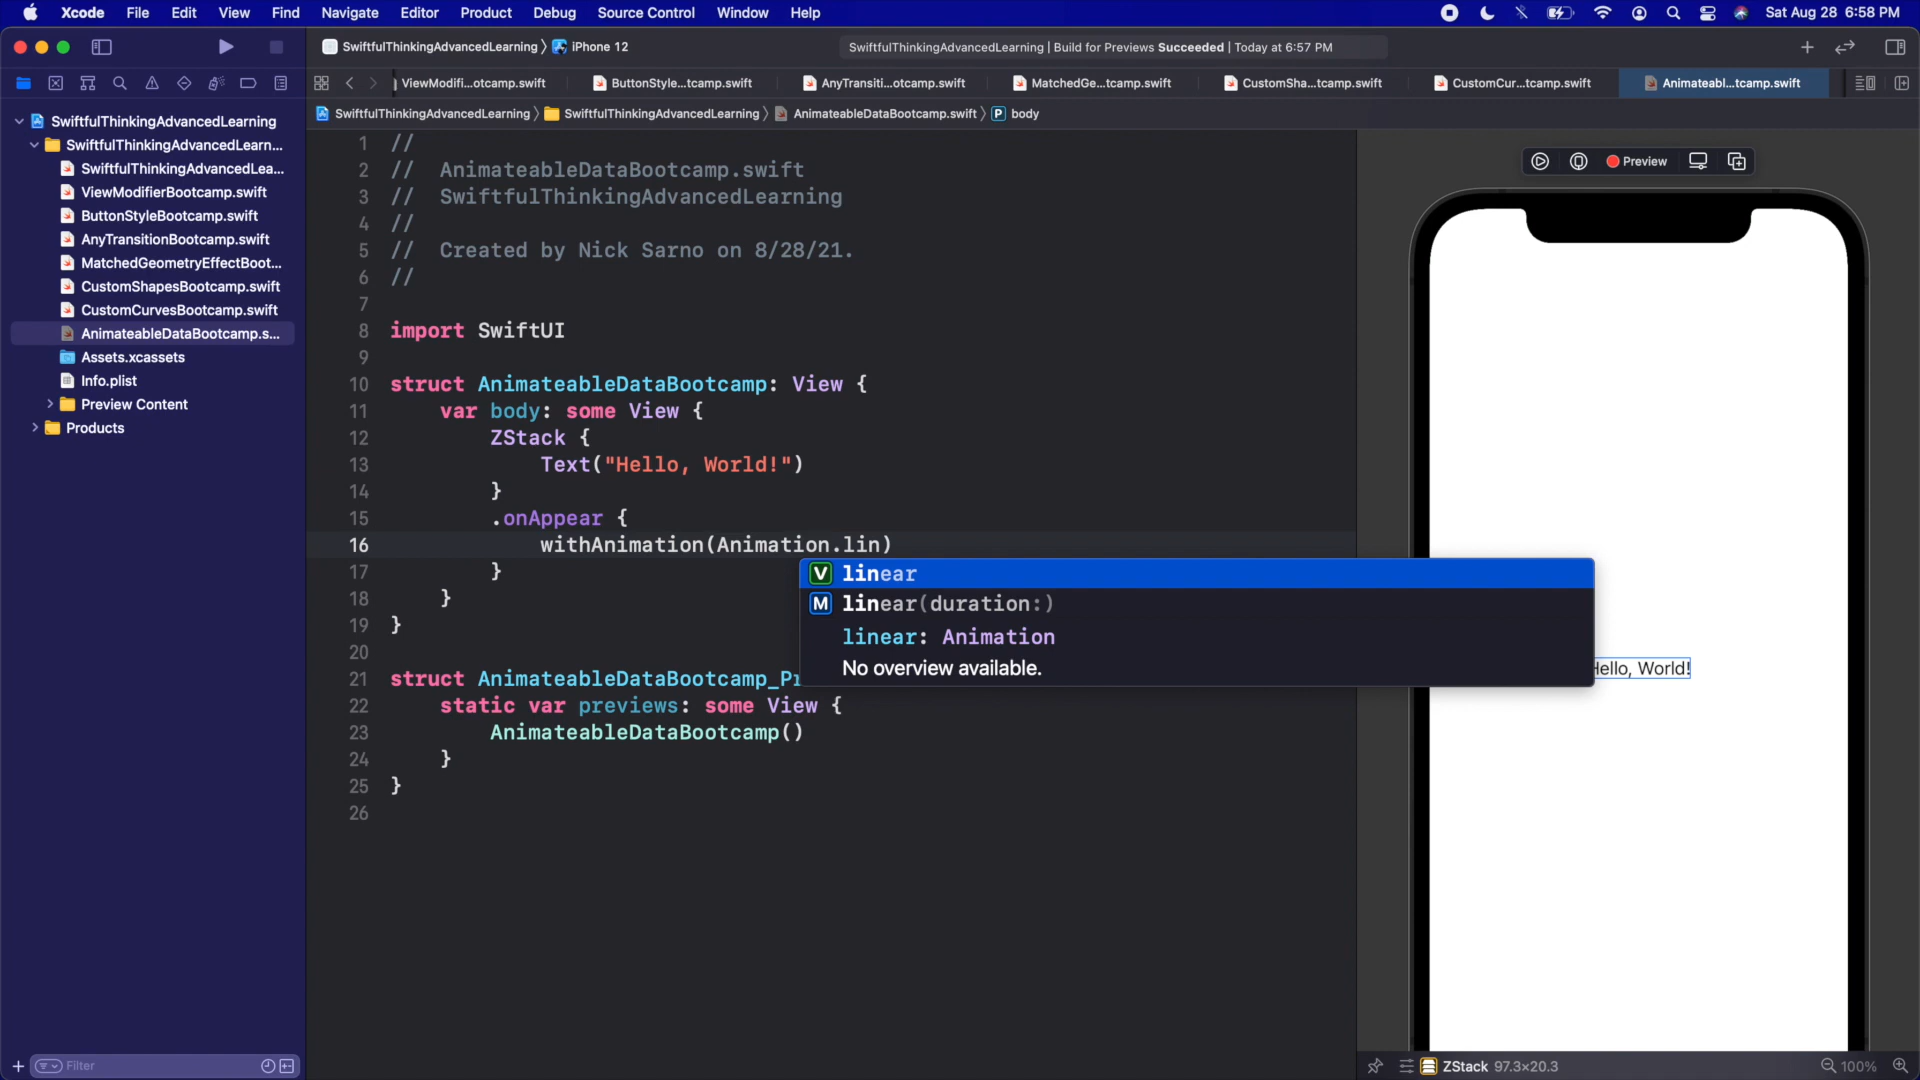 Xcode File Edit View Find Navigate Editor Product Debug Source Control Window Help Sat Aug 28 6:58 PM
SwiftfulThinkingAdvancedLearning iPhone 12 SwiftfulThinkingAdvancedLearning | Build for Previews Succeeded | Today at 6:57 PM
ViewModifi...otcamp.swift ButtonStyle...tcamp.swift AnyTransiti...otcamp.swift MatchedGe...tcamp.swift CustomSha...tcamp.swift CustomCur...tcamp.swift Animateabl...tcamp.swift
SwiftfulThinkingAdvancedLearning SwiftfulThinkingAdvancedLearning AnimateableDataBootcamp.swift P body
SwiftfulThinkingAdvancedLearning
SwiftfulThinkingAdvancedLearn...
SwiftfulThinkingAdvancedLea...
ViewModifierBootcamp.swift
ButtonStyleBootcamp.swift
AnyTransitionBootcamp.swift
MatchedGeometryEffectBoot...
CustomShapesBootcamp.swift
CustomCurvesBootcamp.swift
AnimateableDataBootcamp.s...
Assets.xcassets
Info.plist
Preview Content
Products
Filter
1 //
2 // AnimateableDataBootcamp.swift
3 // SwiftfulThinkingAdvancedLearning
4 //
5 // Created by Nick Sarno on 8/28/21.
6 //
7
8 import SwiftUI
9
10 struct AnimateableDataBootcamp: View {
11 var body: some View {
12 ZStack {
13 Text("Hello, World!")
14 }
15 .onAppear {
16 withAnimation(Animation.lin)
17 }
18 }
19 }
20
21 struct AnimateableDataBootcamp_Pr
22 static var previews: some View {
23 AnimateableDataBootcamp()
24 }
25 }
26
V linear
M linear(duration:)
linear: Animation
No overview available.
Preview
Hello, World!
ZStack 97.3×20.3
100%